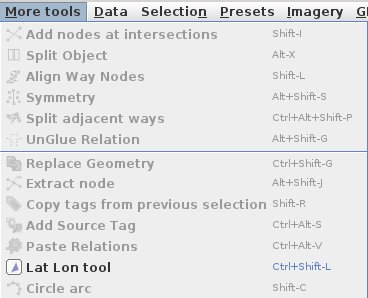 More tools Data Selection Presets Imagery
Add nodes at intersections Shift-I
Split Object Alt-X
Align Way Nodes Shift-L
Symmetry Alt+Shift-S
Split adjacent ways Ctrl+Alt+Shift-P
UnGlue Relation Alt+Shift-G
Replace Geometry Ctrl+Shift-G
Extract node Alt+Shift-J
Copy tags from previous selection Shift-R
Add Source Tag Ctrl+Alt-S
Paste Relations Ctrl+Alt-V
Lat Lon tool Ctrl+Shift-L
Circle arc Shift-C